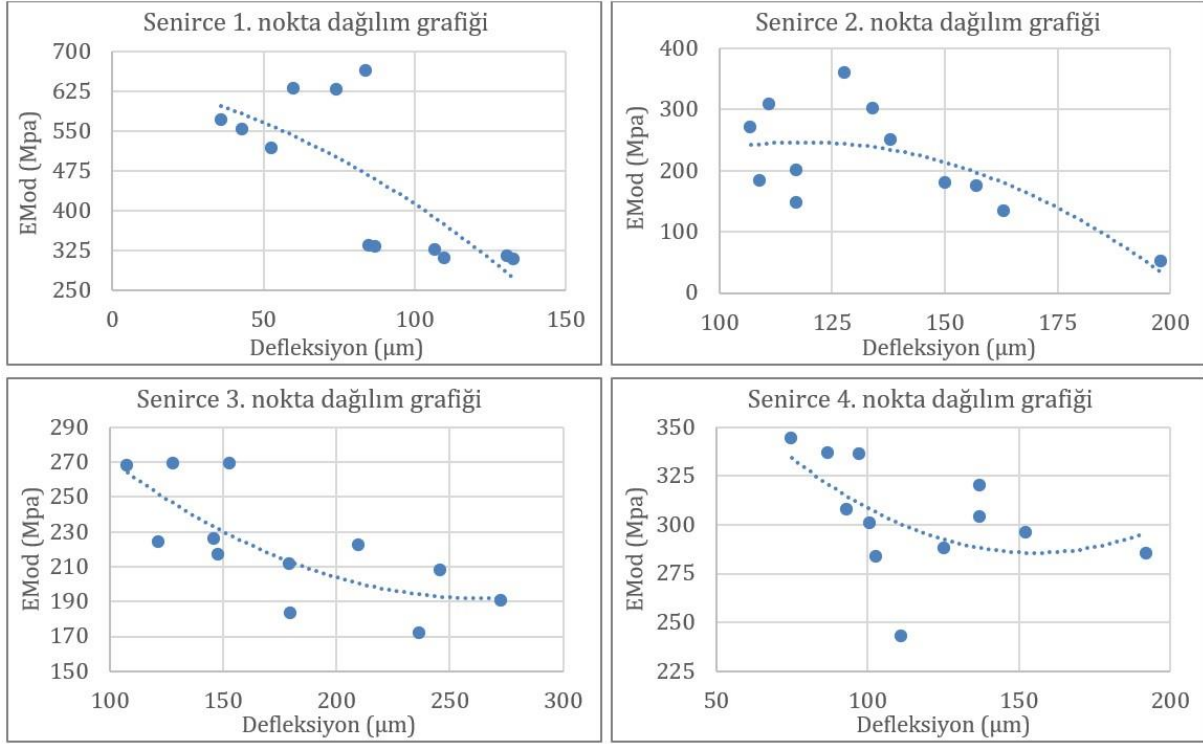 Senirce 1. nokta dağılım grafiği
700
625
550
475
400
325
250
EMod (Mpa)
0 50 100 150
Defleksiyon (µm)
Senirce 2. nokta dağılım grafiği
400
300
200
100
0
EMod (Mpa)
100 125 150 175 200
Defleksiyon (µm)
Senirce 3. nokta dağılım grafiği
290
270
250
230
210
190
170
150
EMod (Mpa)
100 150 200 250 300
Defleksiyon (µm)
Senirce 4. nokta dağılım grafiği
350
325
300
275
250
225
EMod (Mpa)
50 100 150 200
Defleksiyon (µm)